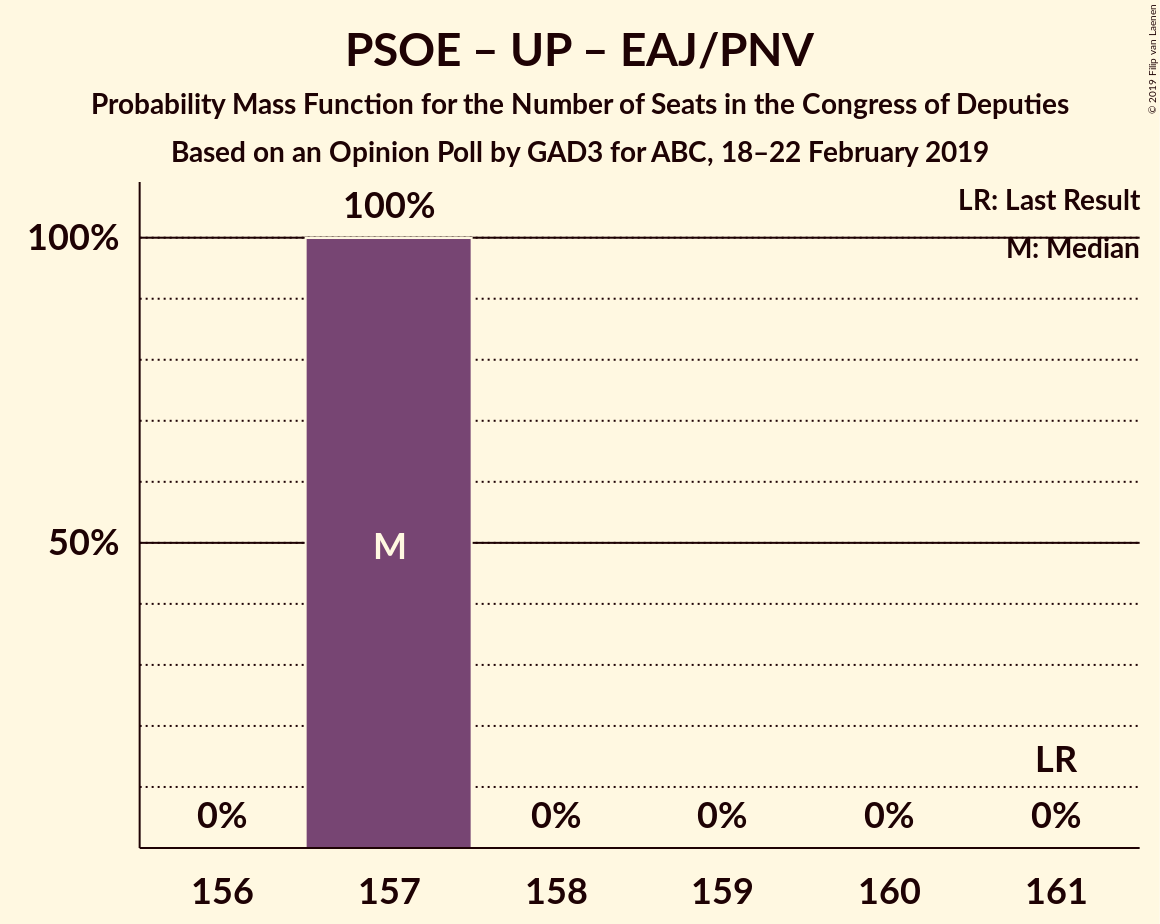 PSOE – UP – EAJ/PNV
Probability Mass Function for the Number of Seats in the Congress of Deputies
Based on an Opinion Poll by GAD3 for ABC, 18–22 February 2019
© 2019 Filip van Laenen
LR: Last Result
M: Median
100%
100%
50%
M
LR
0%
0%
0%
0%
0%
156
157
158
159
160
161